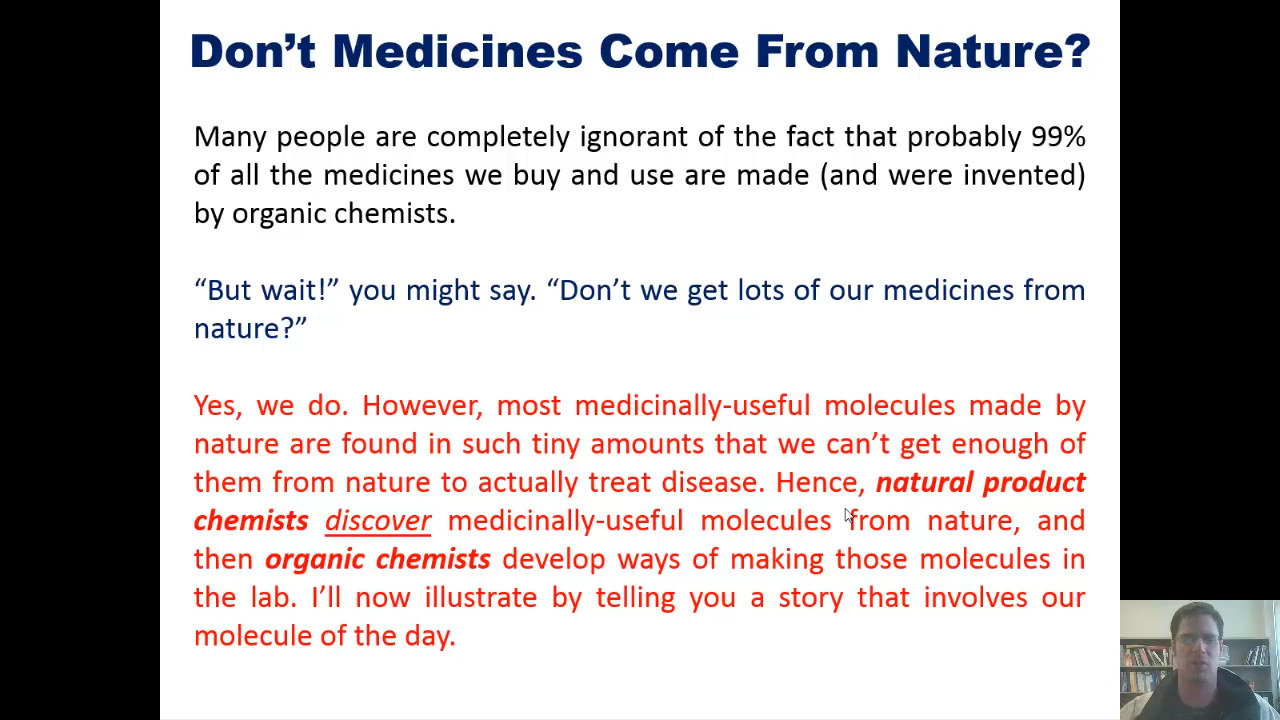 Don’t Medicines Come From Nature?
Many people are completely ignorant of the fact that probably 99%
of all the medicines we buy and use are made (and were invented)
by organic chemists.
“But wait!” you might say. “Don’t we get lots of our medicines from
nature?”
Yes, we do. However, most medicinally-useful molecules made by
nature are found in such tiny amounts that we can’t get enough of
them from nature to actually treat disease. Hence, natural product
chemists discover medicinally-useful molecules from nature, and
then organic chemists develop ways of making those molecules in
the lab. I’ll now illustrate by telling you a story that involves our
molecule of the day.